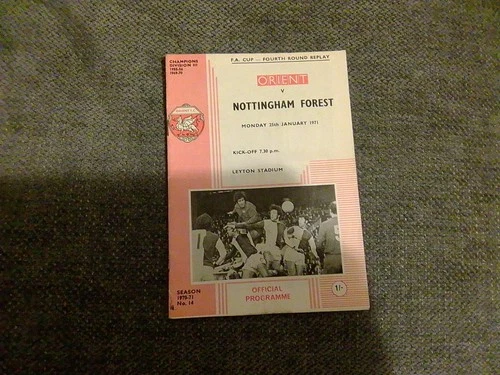 CHAMPIONS
DIVISION III
1969-70
F.A. CUP — FOURTH ROUND REPLAY
ORIENT
v
NOTTINGHAM FOREST
MONDAY 25th JANUARY 1971
KICK-OFF 7.30 p.m.
LEYTON STADIUM
SEASON
1970-71
No. 14
OFFICIAL
PROGRAMME
1/-